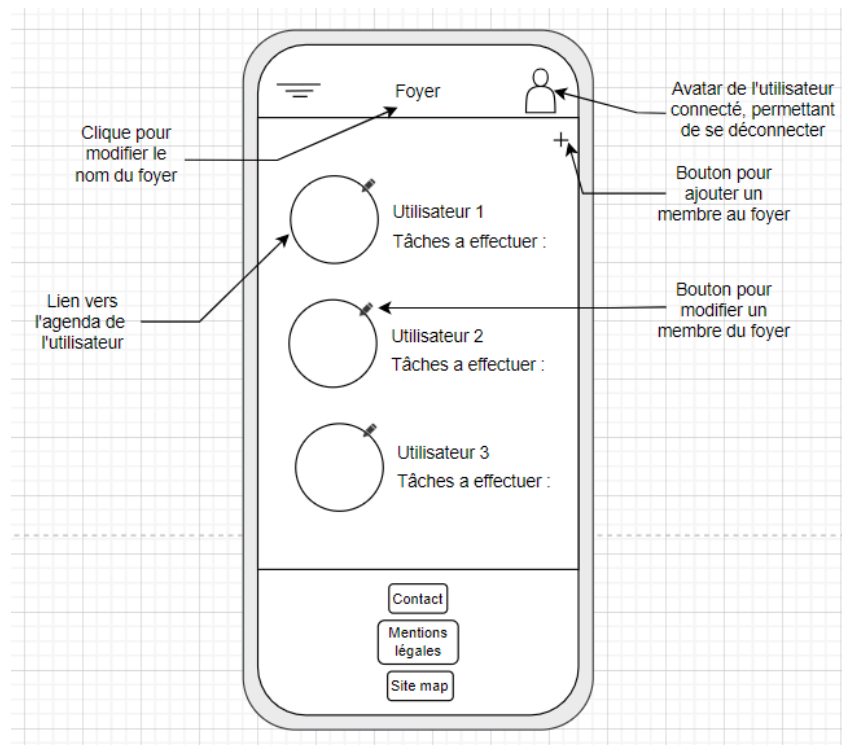 Foyer
Avatar de l'utilisateur
connecté, permettant
de se déconnecter
Clique pour
modifier le
nom du foyer
Bouton pour
ajouter un
membre au foyer
Utilisateur 1
Tâches a effectuer :
Lien vers
l'agenda de
l'utilisateur
Bouton pour
modifier un
membre du foyer
Utilisateur 2
Tâches a effectuer :
Utilisateur 3
Tâches a effectuer :
Contact
Mentions
légales
Site map